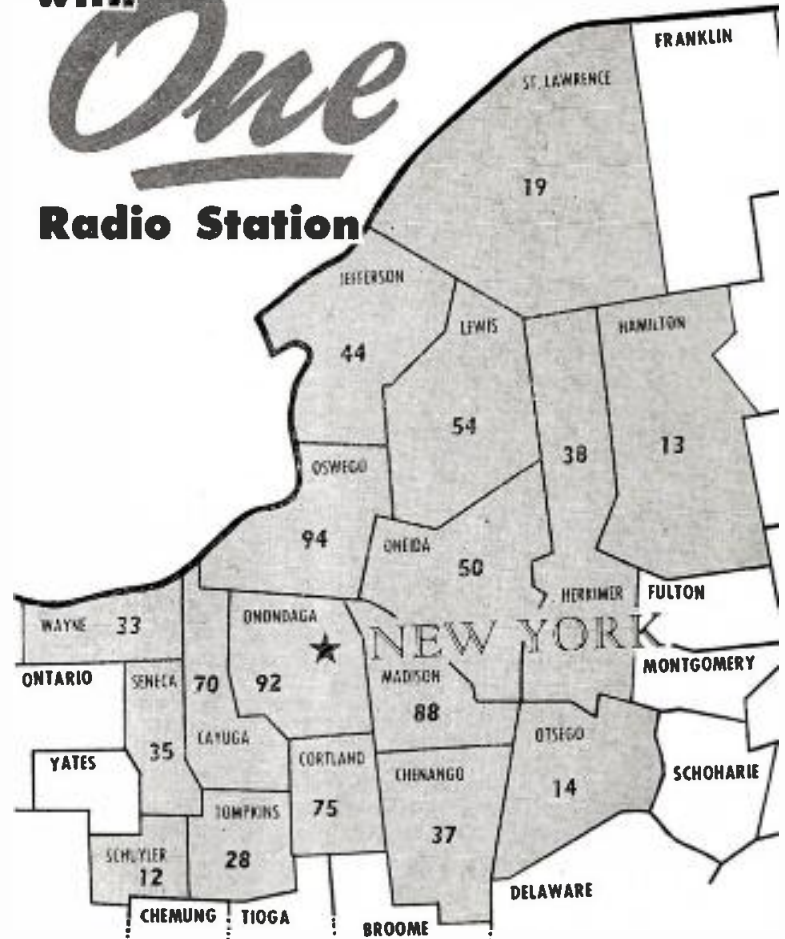 with
One
Radio Station
FRANKLIN
ST. LAWRENCE
19
JEFFERSON
44
LEWIS
54
38
HAMILTON
13
OSWEGO
94
ONEIDA
50
HERKIMER
FULTON
WAYNE 33
ONONDAGA
NEW YORK
MONTGOMERY
ONTARIO
SENECA
70
92
MADISON
88
35
CAYUGA
CORTLAND
75
CHENANGO
37
OTSEGO
14
SCHOHARIE
YATES
TOMPKINS
28
SCHUYLER
12
CHEMUNG
TIOGA
BROOME
DELAWARE